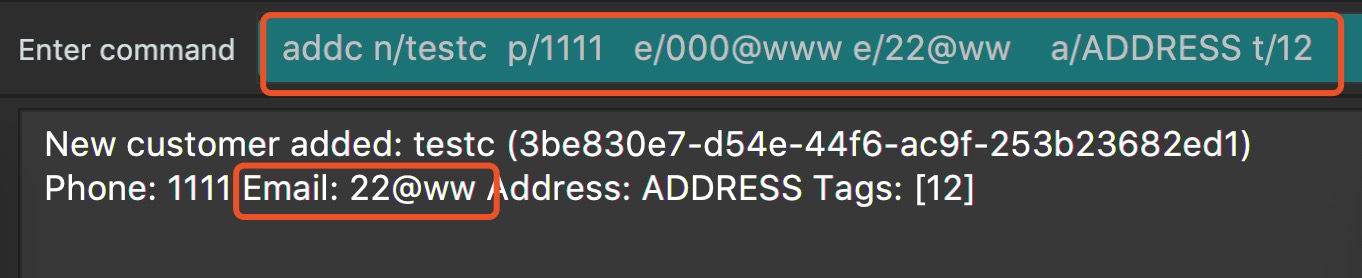 Enter command addc n/testc p/1111 e/000@www e/22@ww a/ADDRESS t/12
New customer added: testc (3be830e7-d54e-44f6-ac9f-253b23682ed1)
Phone: 1111 Email: 22@ww Address: ADDRESS Tags: [12]